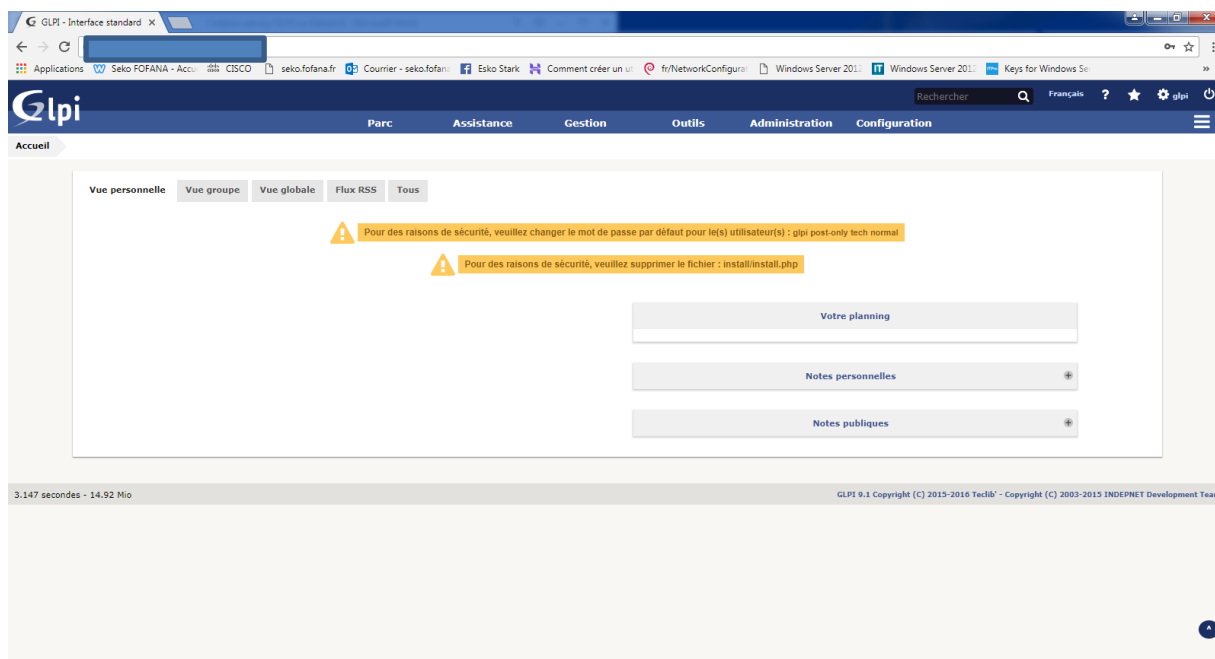 GLPI - Interface standard
Applications Seko FOFANA - Accu CISCO seko.fofana.fr Courrier - seko.fofan Esko Stark Comment créer un ut fr/NetworkConfigurat Windows Server 2012 Windows Server 2012 Keys for Windows Se »
Glpi
Rechercher Français ? glpi
Parc Assistance Gestion Outils Administration Configuration
Accueil
Vue personnelle Vue groupe Vue globale Flux RSS Tous
Pour des raisons de sécurité, veuillez changer le mot de passe par défaut pour le(s) utilisateur(s) : glpi post-only tech normal
Pour des raisons de sécurité, veuillez supprimer le fichier : install/install.php
Votre planning
Notes personnelles
Notes publiques
3.147 secondes - 14.92 Mio
GLPI 9.1 Copyright (C) 2015-2016 Teclib' - Copyright (C) 2003-2015 INDEPNET Development Tea